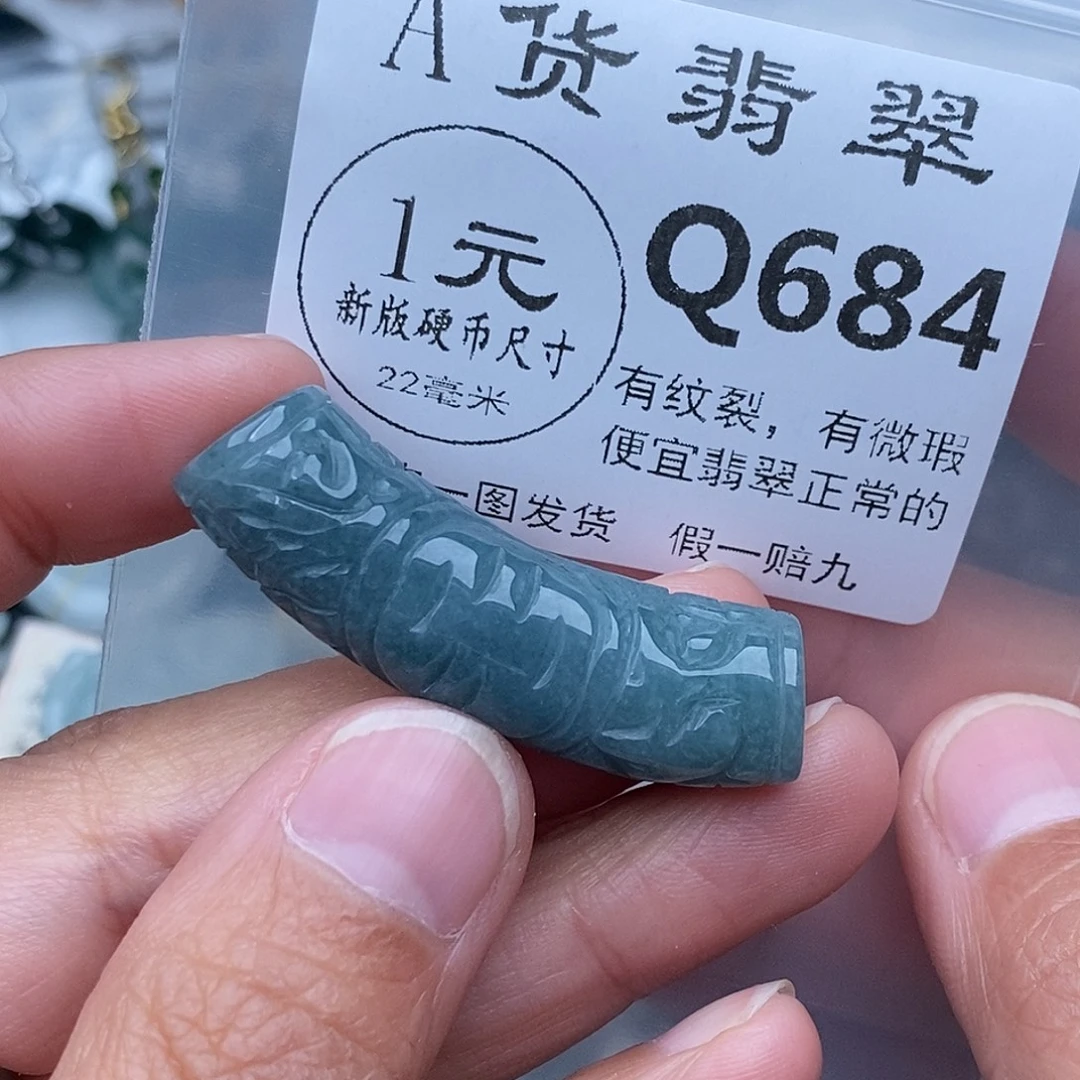 A货翡翠
1元
新版硬币尺寸
22毫米
Q684
有纹裂，有微瑕
便宜翡翠正常的
一图发货 假一赔九